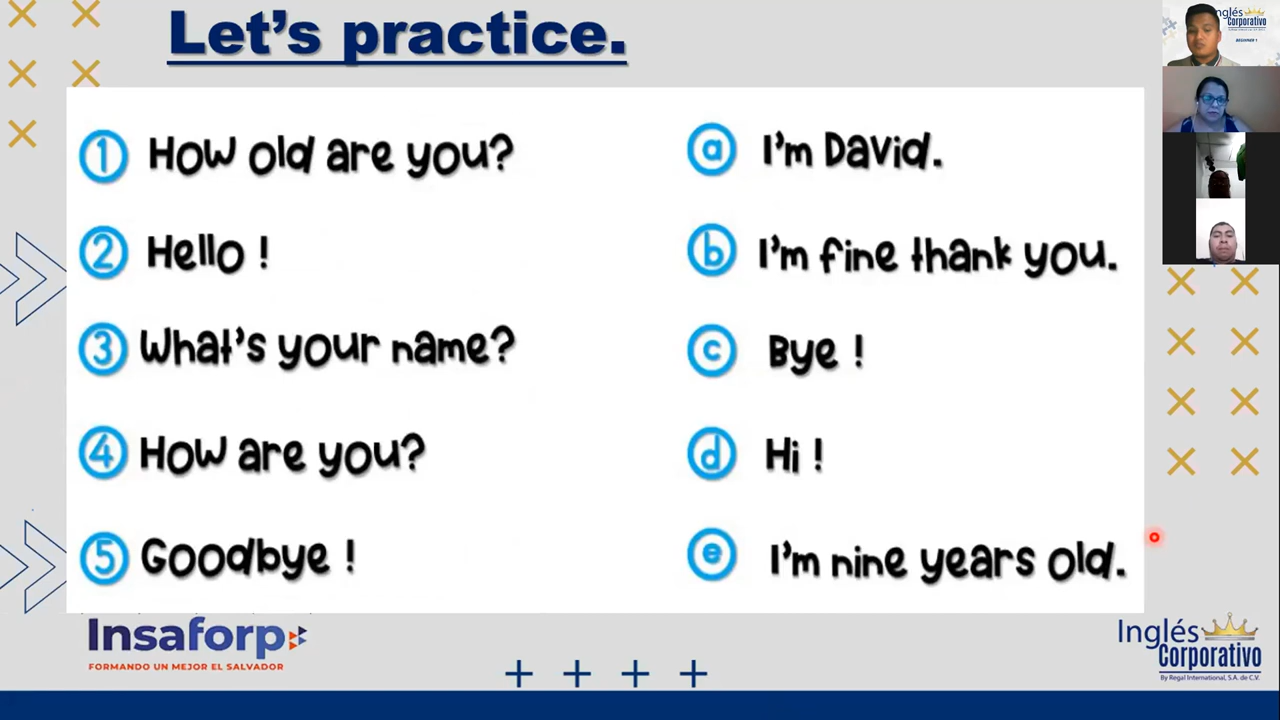 Let's practice.
1 How old are you?
a I'm David.
2 Hello !
b I'm fine thank you.
3 What's your name?
c Bye !
4 How are you?
d Hi !
5 Goodbye !
e I'm nine years old.
Insaforp
FORMANDO UN MEJOR EL SALVADOR
Inglés
Corporativo
By Regal International, S.A. de C.V.
Inglés
Corporativo
BEGINNER 1